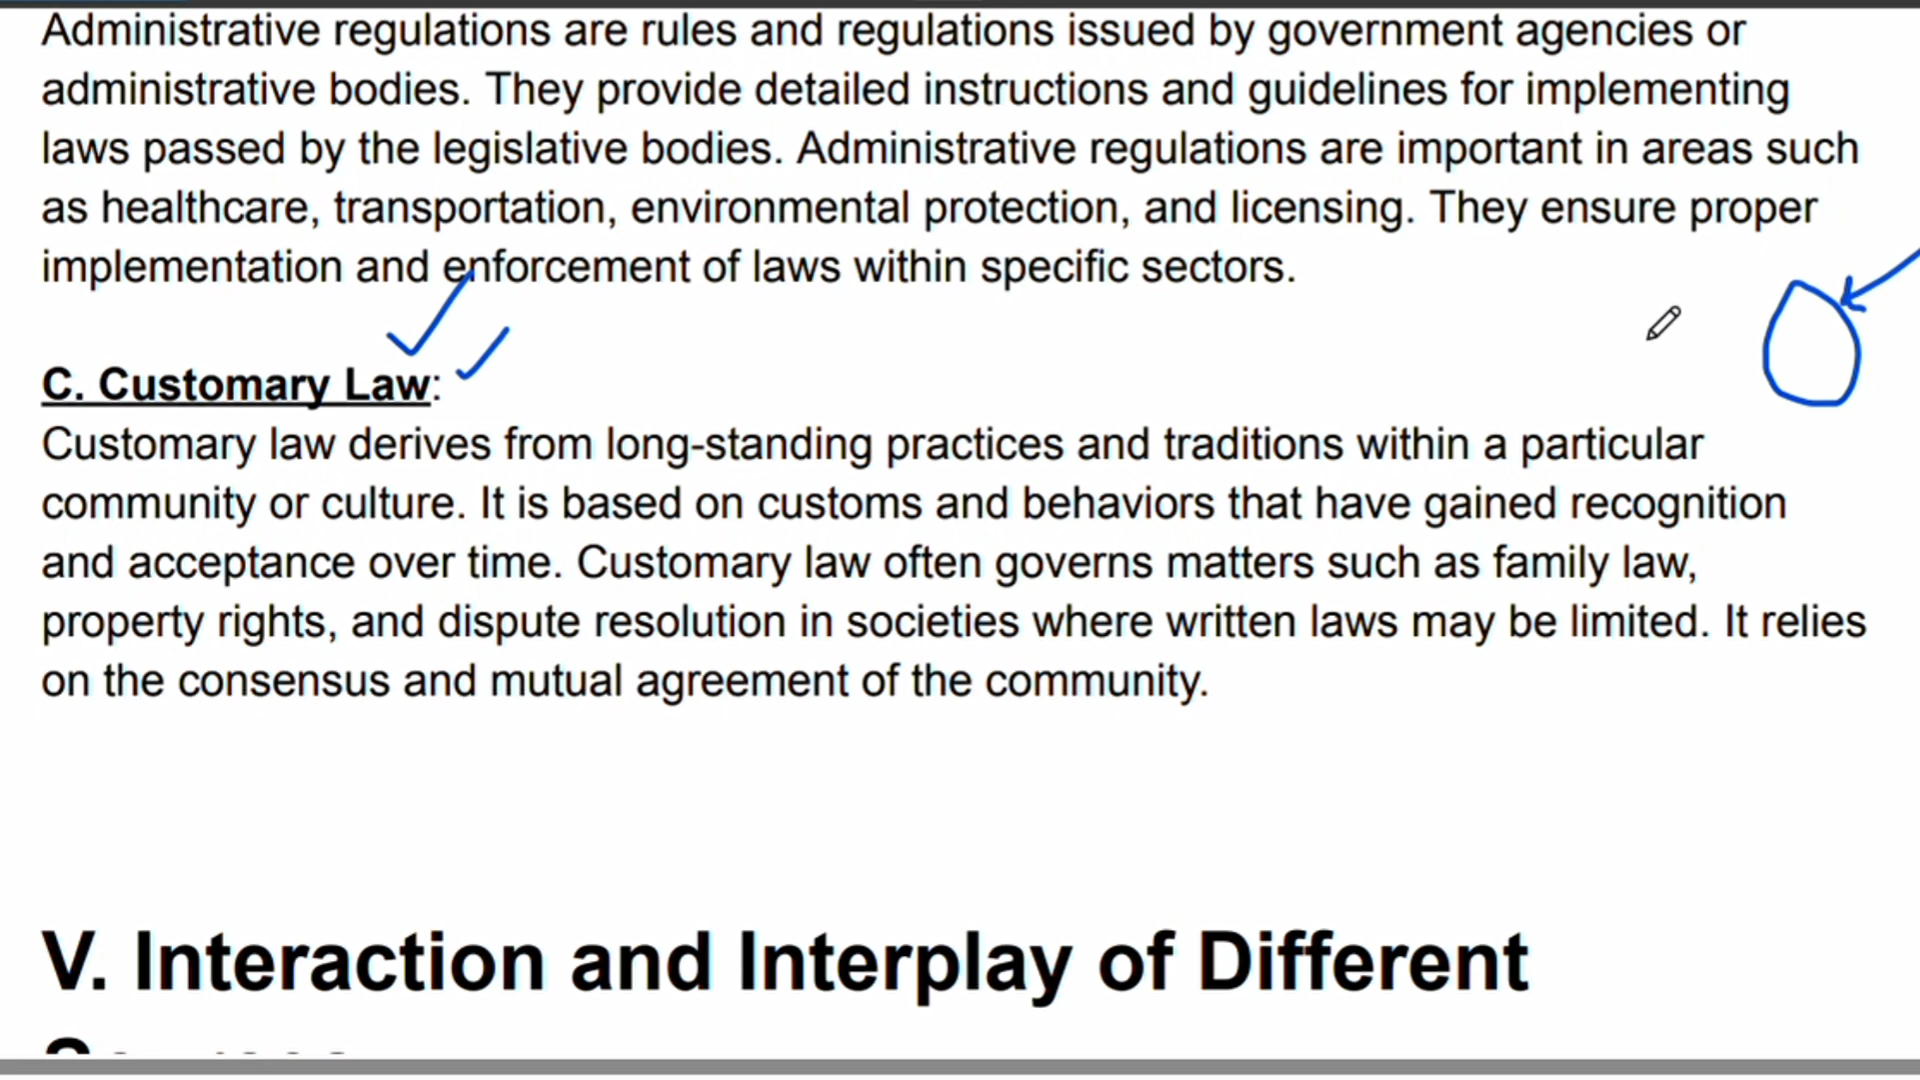 Administrative regulations are rules and regulations issued by government agencies or
administrative bodies. They provide detailed instructions and guidelines for implementing
laws passed by the legislative bodies. Administrative regulations are important in areas such
as healthcare, transportation, environmental protection, and licensing. They ensure proper
implementation and enforcement of laws within specific sectors.
C. Customary Law:
Customary law derives from long-standing practices and traditions within a particular
community or culture. It is based on customs and behaviors that have gained recognition
and acceptance over time. Customary law often governs matters such as family law,
property rights, and dispute resolution in societies where written laws may be limited. It relies
on the consensus and mutual agreement of the community.
V. Interaction and Interplay of Different